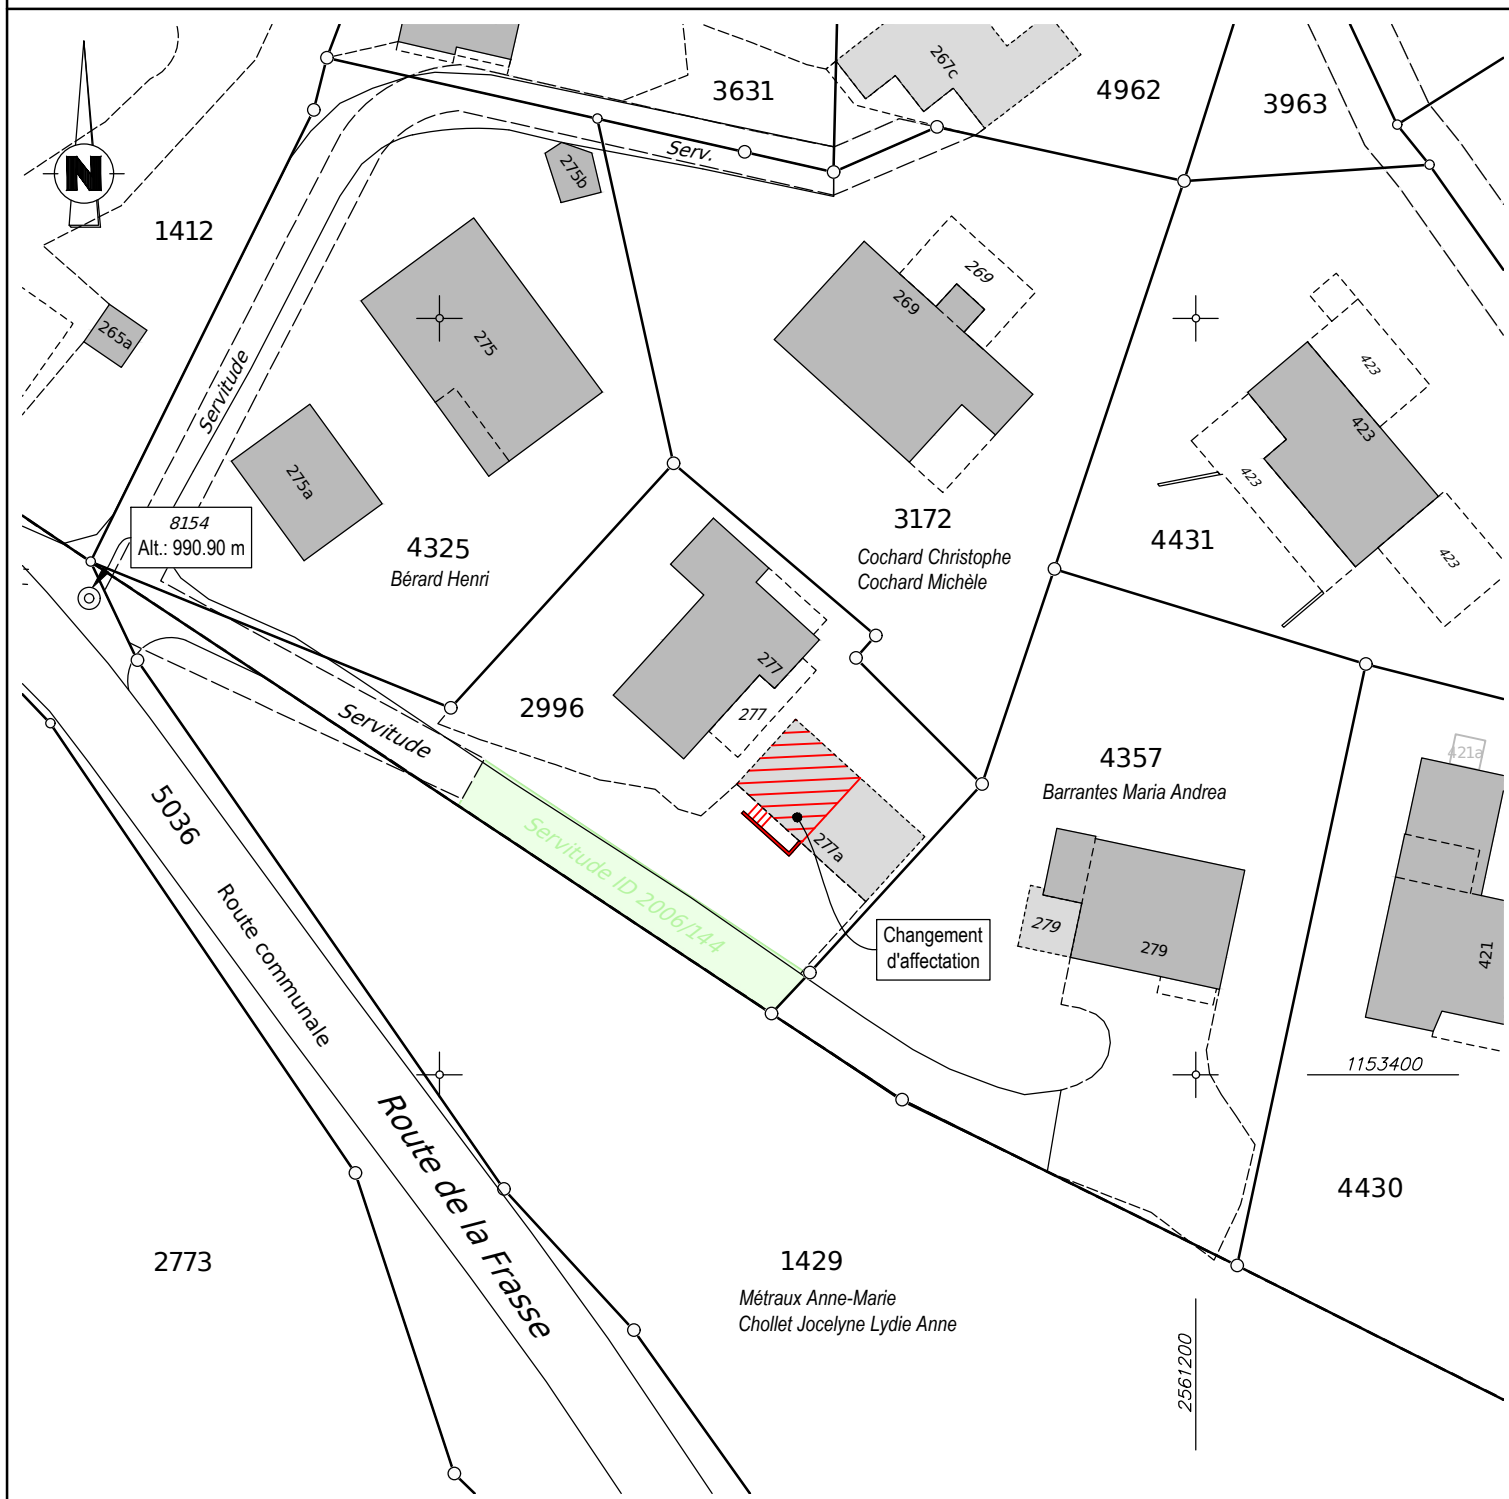 267c
3631
4962
3963
Serv.
275b
N
1412
269
269
265a
275
Servitude
423
423
423
275a
8154
Alt.: 990.90 m
4325
Bérard Henri
3172
Cochard Christophe
Cochard Michèle
4431
423
277
2996
277
Servitude
4357
Barrantes Maria Andrea
421a
5036
Servitude ID 2006/144
277a
Changement
d'affectation
279
279
421
Route communale
1153400
Route de la Frasse
4430
2773
1429
Métraux Anne-Marie
Chollet Jocelyne Lydie Anne
2561200